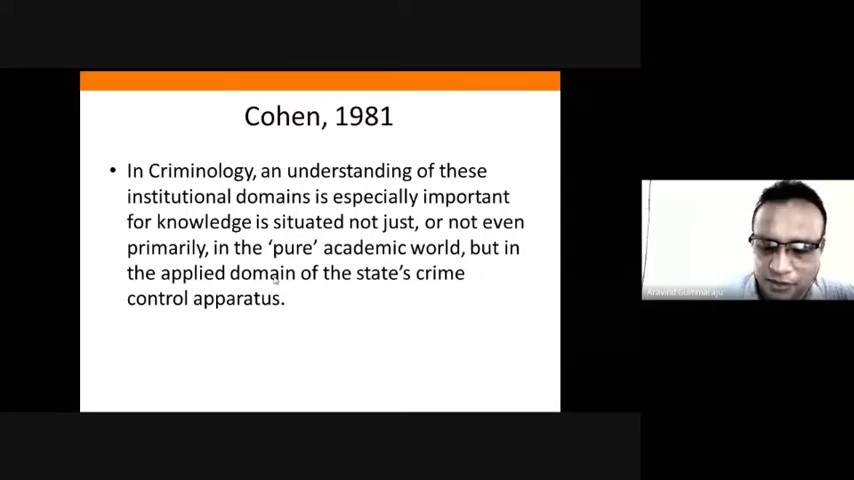 Cohen, 1981
• In Criminology, an understanding of these
institutional domains is especially important
for knowledge is situated not just, or not even
primarily, in the ‘pure’ academic world, but in
the applied domain of the state’s crime
control apparatus.
Aravind Gummaraju